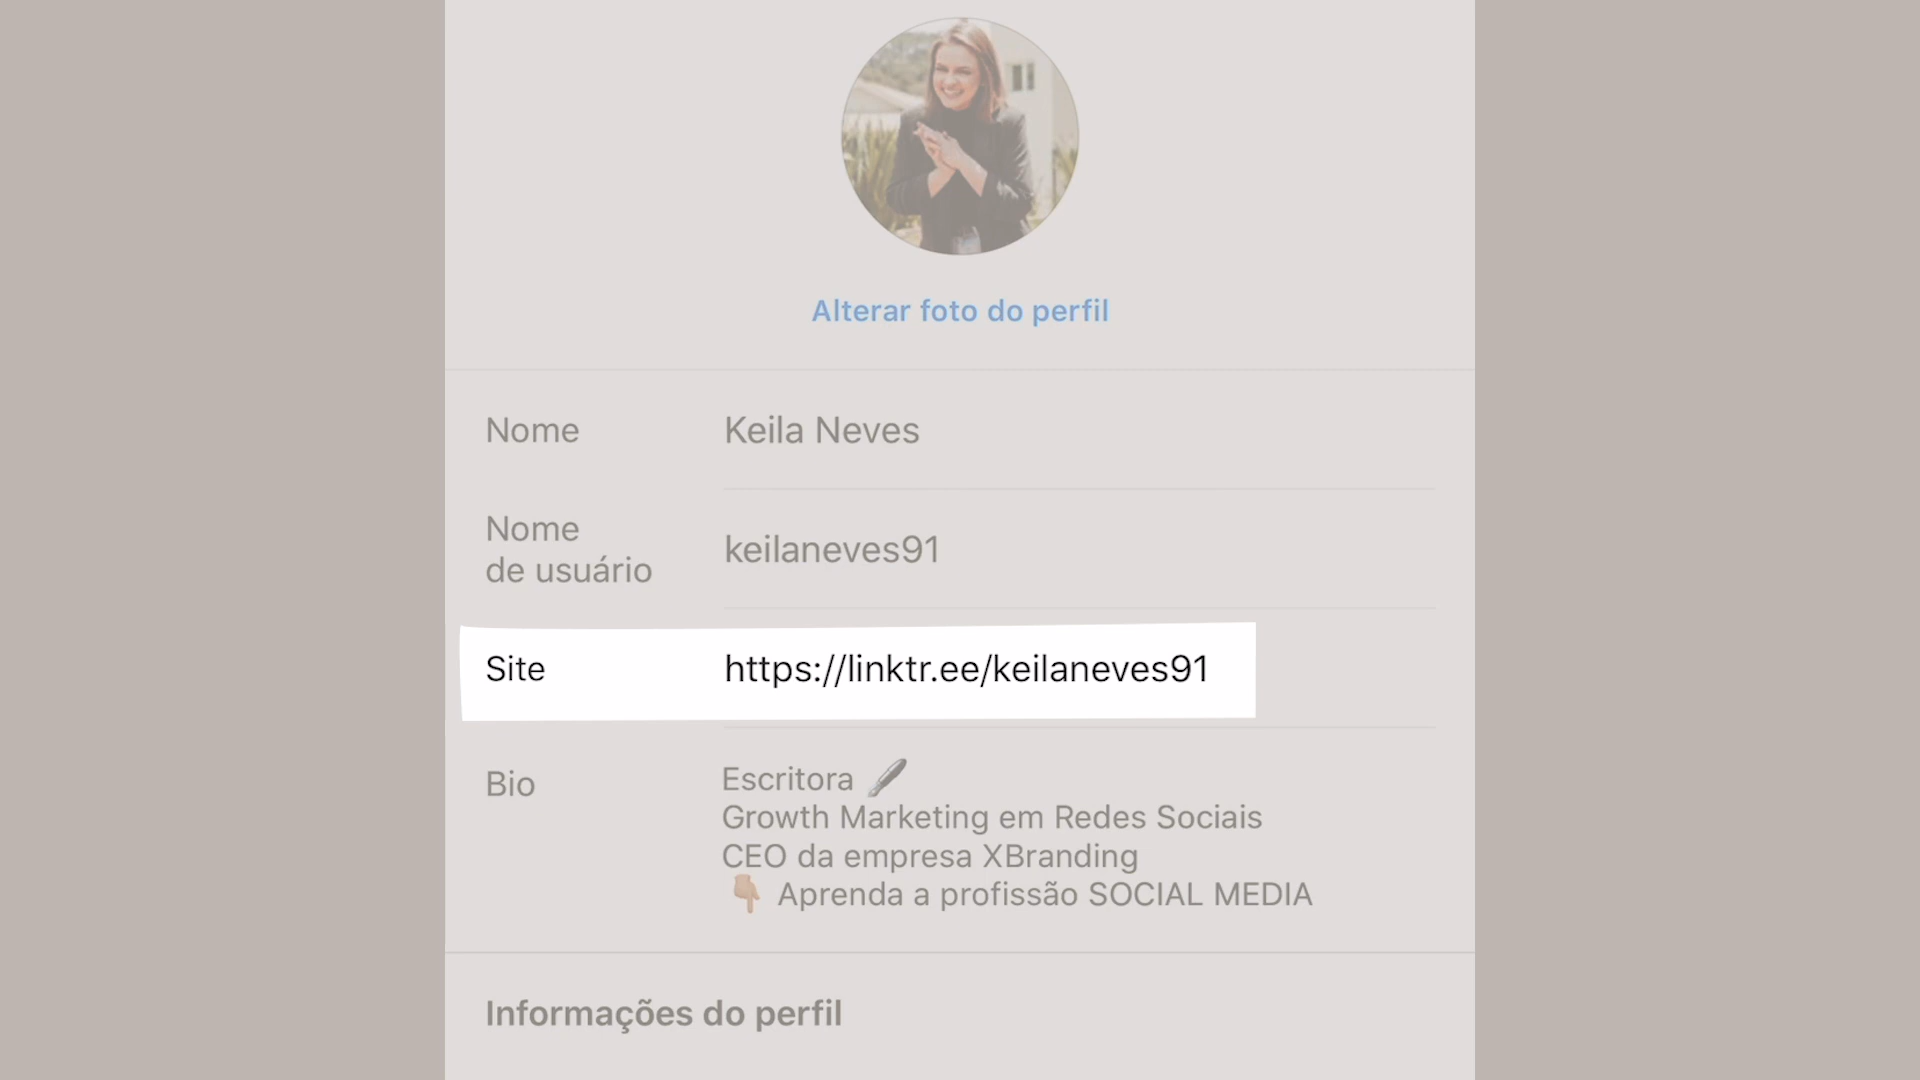 Alterar foto do perfil
Nome Keila Neves
Nome
de usuário keilaneves91
Site https://linktr.ee/keilaneves91
Bio Escritora 🖋
Growth Marketing em Redes Sociais
CEO da empresa XBranding
👇🏼 Aprenda a profissão SOCIAL MEDIA
Informações do perfil